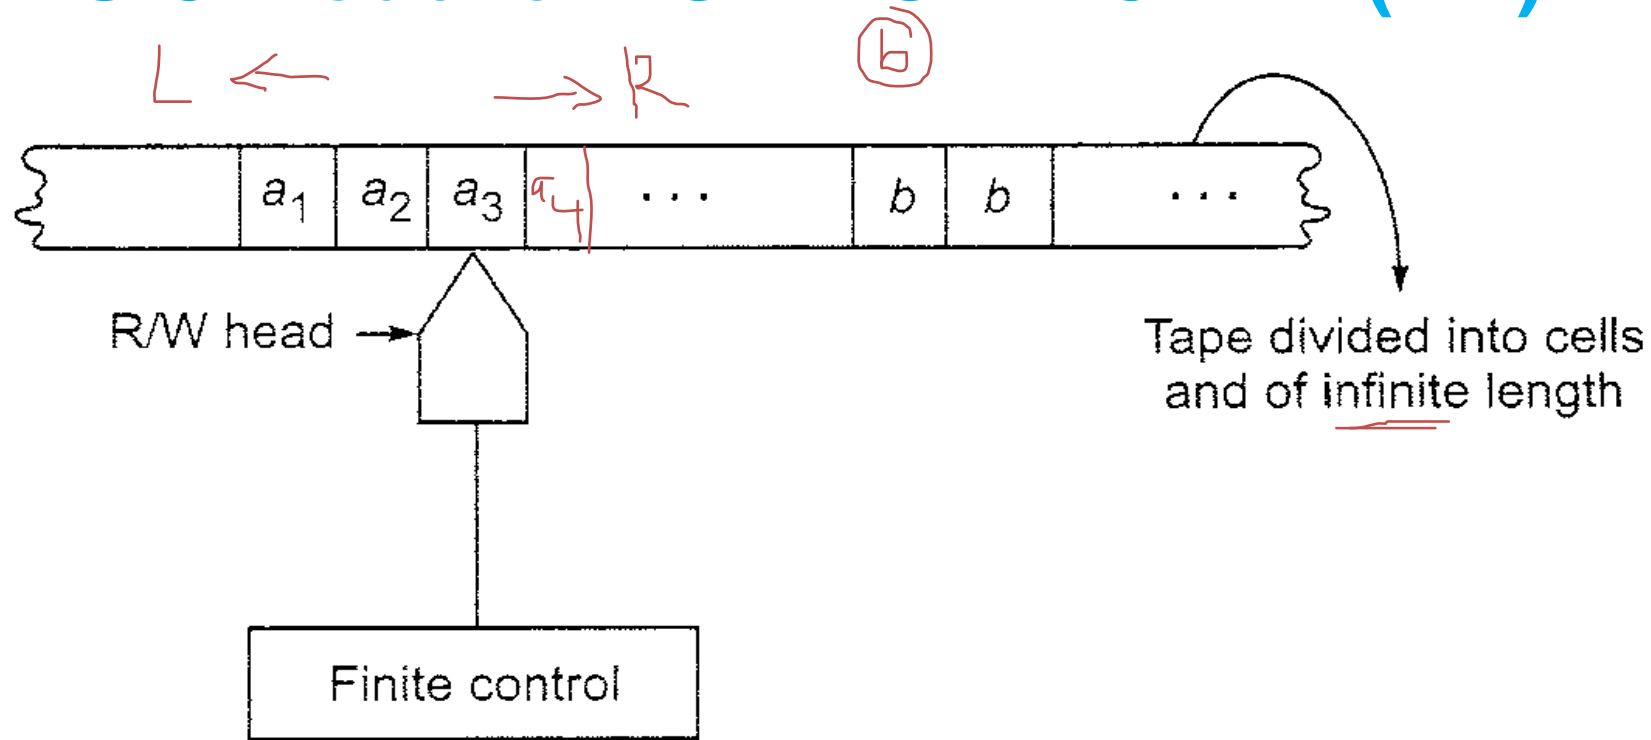 L ← → R b
a₁ a₂ a₃ a₄ ... b b ...
R/W head →
Tape divided into cells
and of infinite length
Finite control